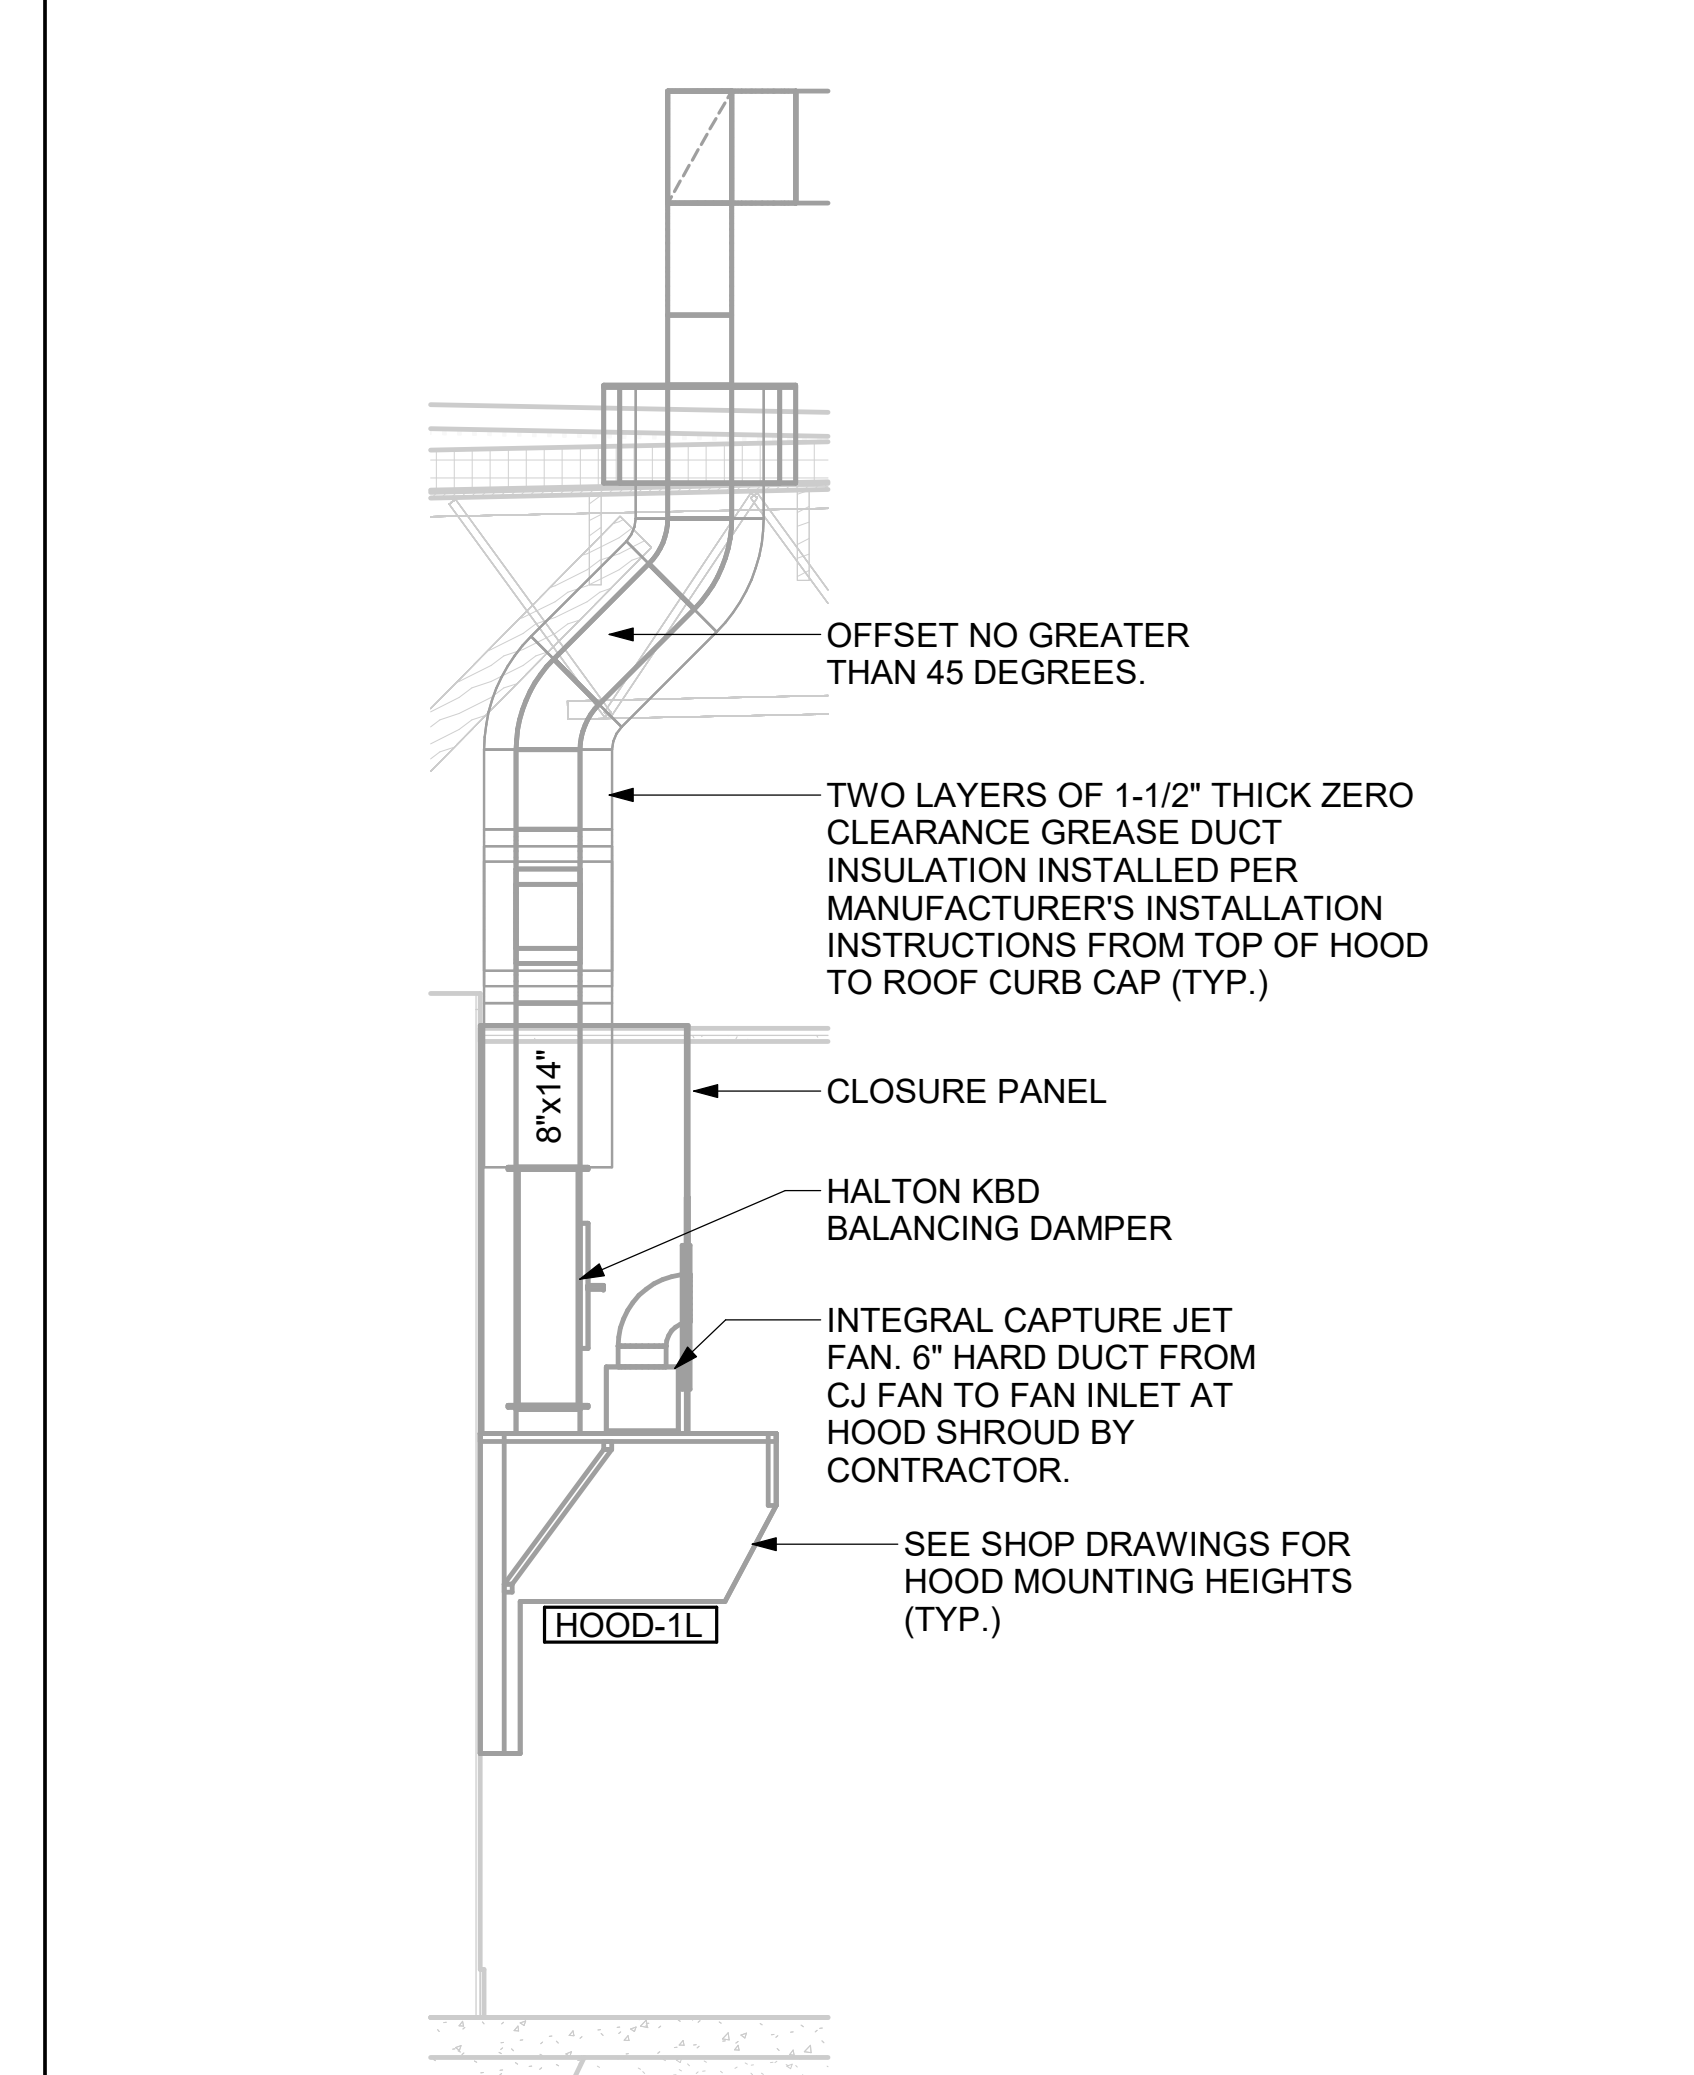 OFFSET NO GREATER
THAN 45 DEGREES.
TWO LAYERS OF 1-1/2" THICK ZERO
CLEARANCE GREASE DUCT
INSULATION INSTALLED PER
MANUFACTURER'S INSTALLATION
INSTRUCTIONS FROM TOP OF HOOD
TO ROOF CURB CAP (TYP.)
8"x14"
CLOSURE PANEL
HALTON KBD
BALANCING DAMPER
INTEGRAL CAPTURE JET
FAN. 6" HARD DUCT FROM
CJ FAN TO FAN INLET AT
HOOD SHROUD BY
CONTRACTOR.
SEE SHOP DRAWINGS FOR
HOOD MOUNTING HEIGHTS
(TYP.)
HOOD-1L